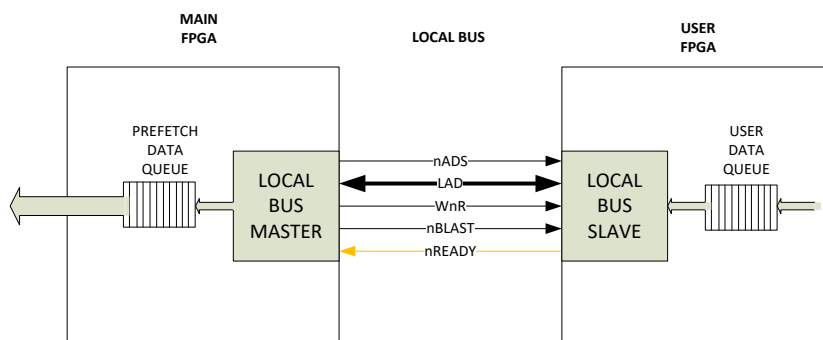 MAIN
FPGA
LOCAL BUS
USER
FPGA
PREFETCH
DATA
QUEUE
LOCAL
BUS
MASTER
nADS
LAD
WnR
nBLAST
nREADY
LOCAL
BUS
SLAVE
USER
DATA
QUEUE